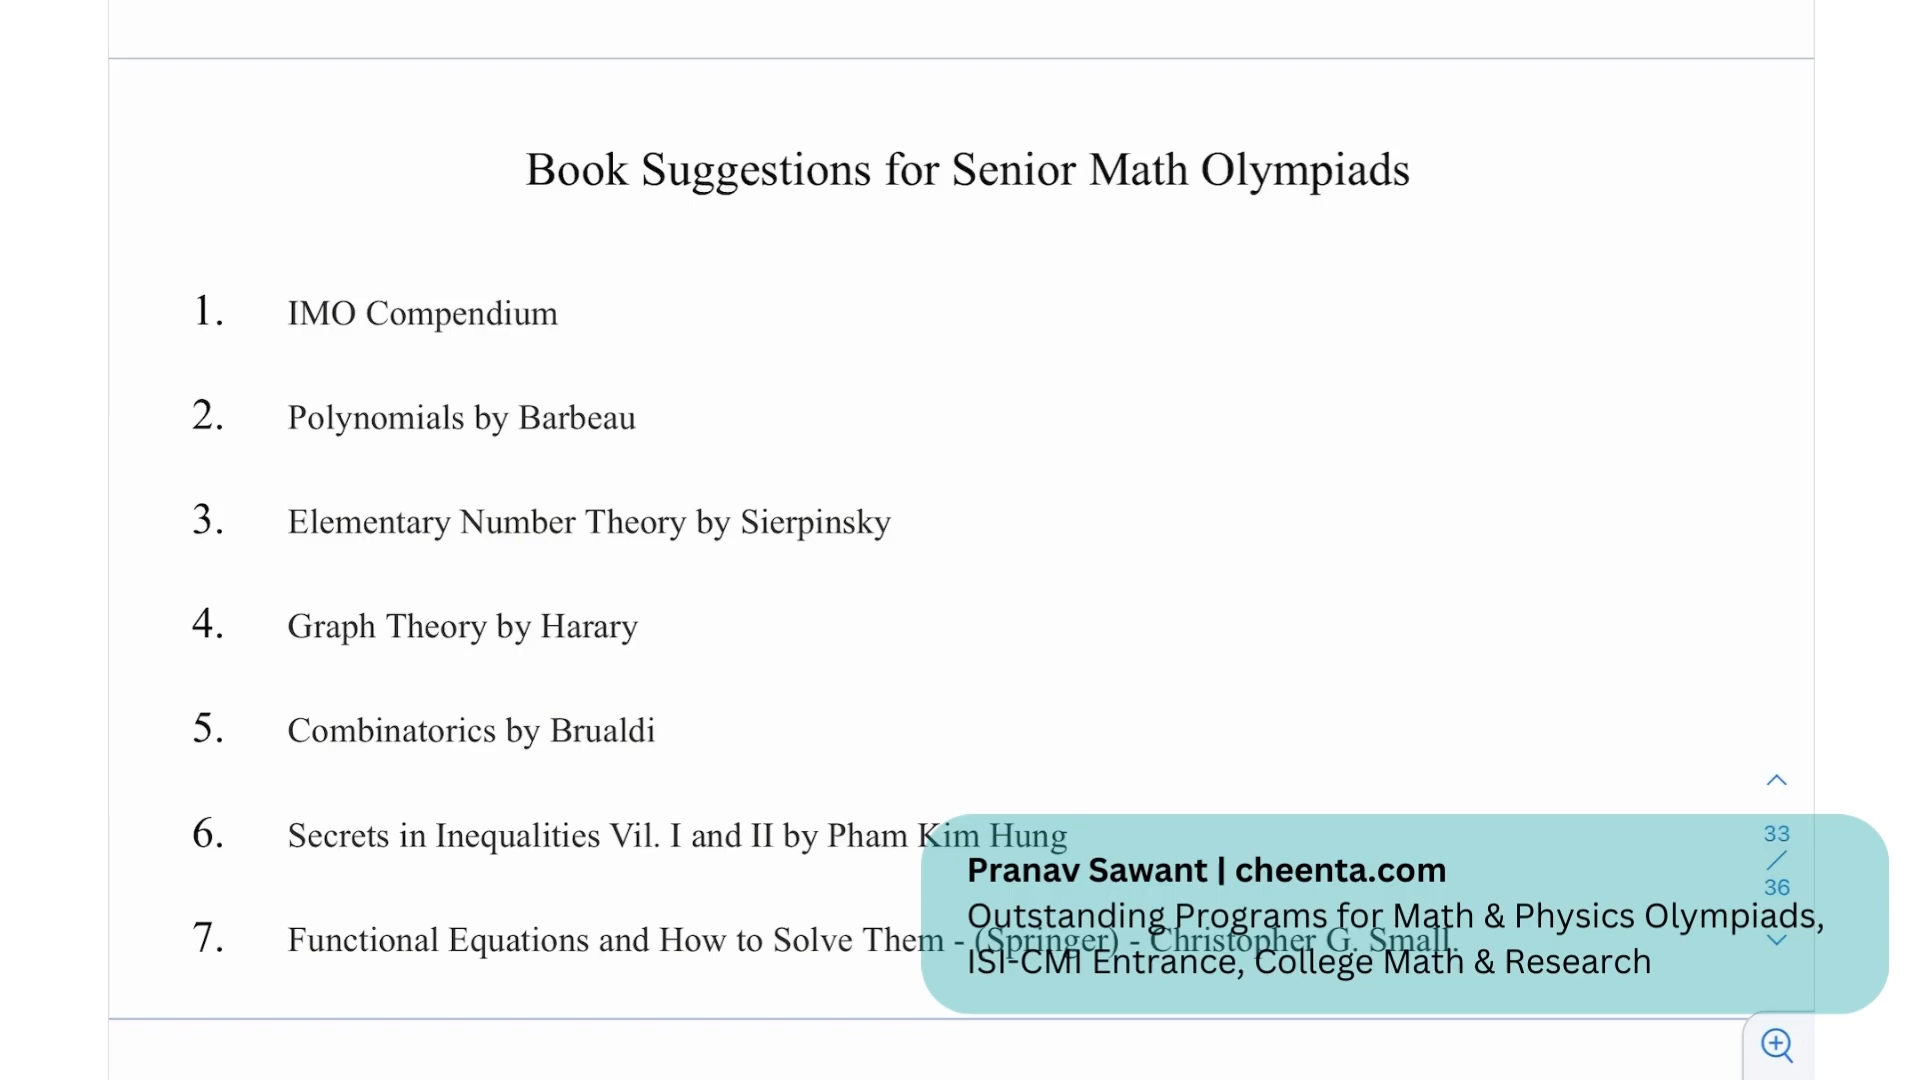 Book Suggestions for Senior Math Olympiads
1. IMO Compendium
2. Polynomials by Barbeau
3. Elementary Number Theory by Sierpinsky
4. Graph Theory by Harary
5. Combinatorics by Brualdi
6. Secrets in Inequalities Vil. I and II by Pham Kim Hung
7. Functional Equations and How to Solve Them - (Springer) - Christopher G. Small.
Pranav Sawant | cheenta.com
Outstanding Programs for Math & Physics Olympiads,
ISI-CMI Entrance, College Math & Research
33
/
36